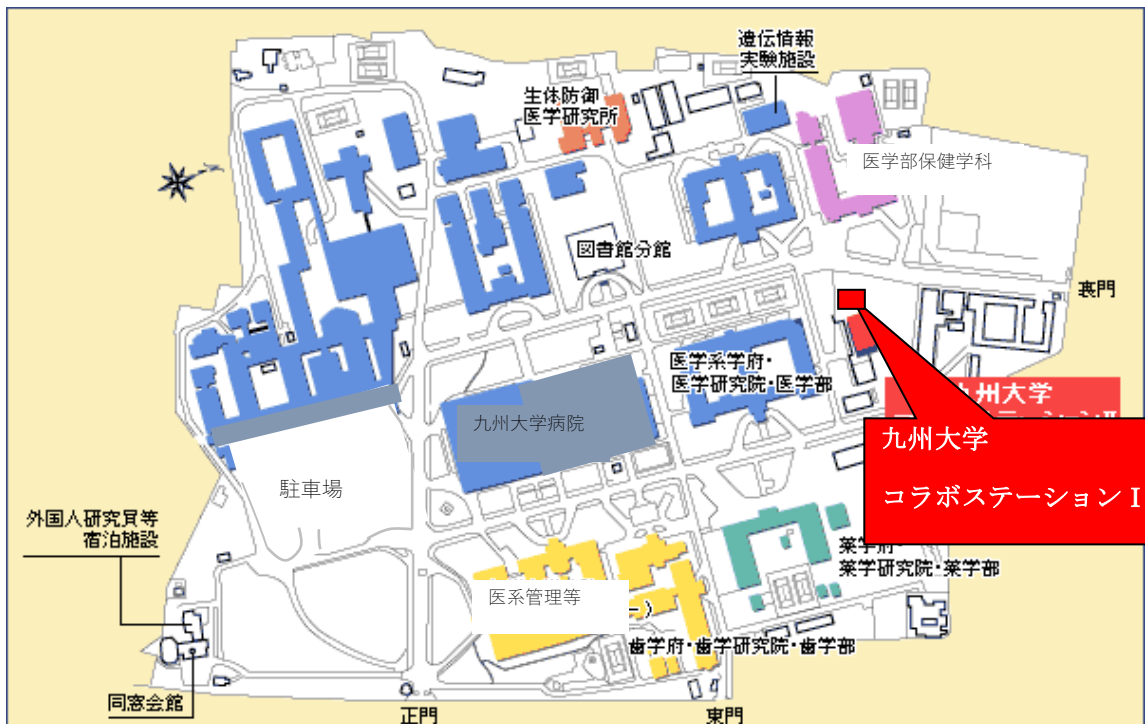 遺伝情報
実験施設
生体防御
医学研究所
医学部保健学科
図書館分館
裏門
医学系学府・
医学研究院・医学部
九州大学
九州大学病院
九州大学
コラボステーションⅠ
駐車場
外国人研究員等
宿泊施設
薬学府・
薬学研究院・薬学部
医系管理等
歯学府・歯学研究院・歯学部
同窓会館
正門
東門